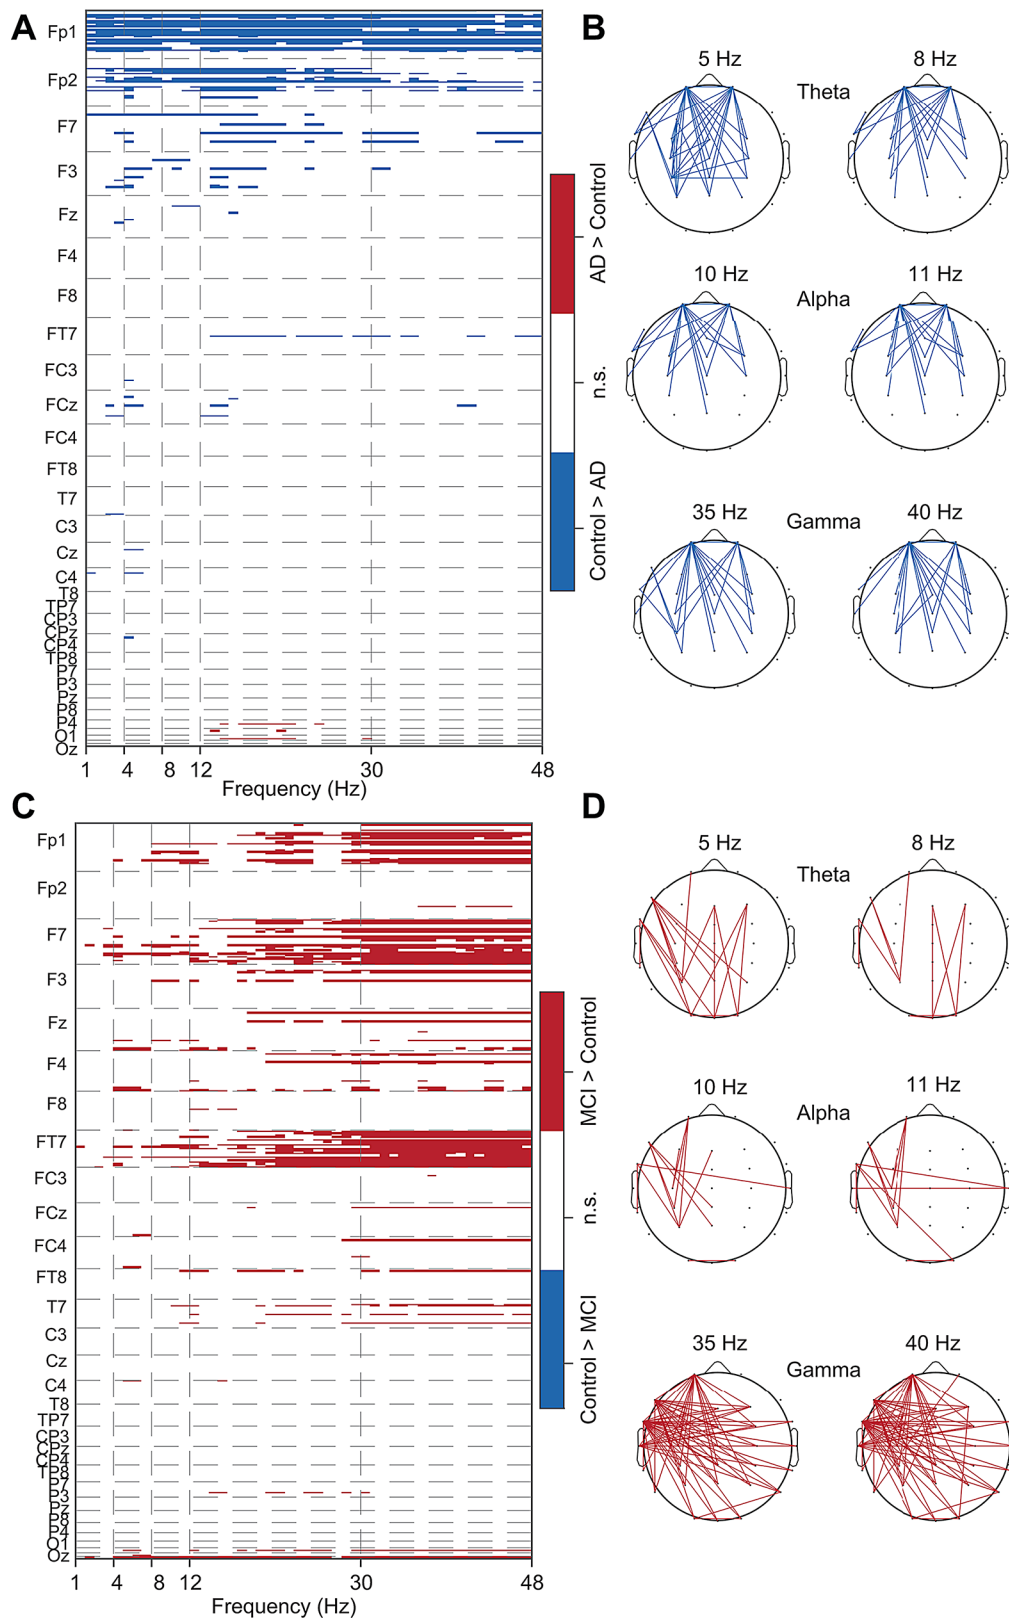 A
Fp1
Fp2
F7
F3
Fz
F4
F8
FT7
FC3
FCz
FC4
FT8
T7
C3
Cz
C4
T8
TP7
CP3
CPz
CP4
TP8
P7
P3
Pz
P8
P4
O1
Oz
1 4 8 12 30 48
Frequency (Hz)
AD > Control
n.s.
Control > AD
B
5 Hz 8 Hz
Theta
10 Hz 11 Hz
Alpha
35 Hz 40 Hz
Gamma
C
Fp1
Fp2
F7
F3
Fz
F4
F8
FT7
FC3
FCz
FC4
FT8
T7
C3
Cz
C4
T8
TP7
CP3
CPz
CP4
TP8
P7
P3
Pz
P8
P4
O1
Oz
1 4 8 12 30 48
Frequency (Hz)
MCI > Control
n.s.
Control > MCI
D
5 Hz 8 Hz
Theta
10 Hz 11 Hz
Alpha
35 Hz 40 Hz
Gamma